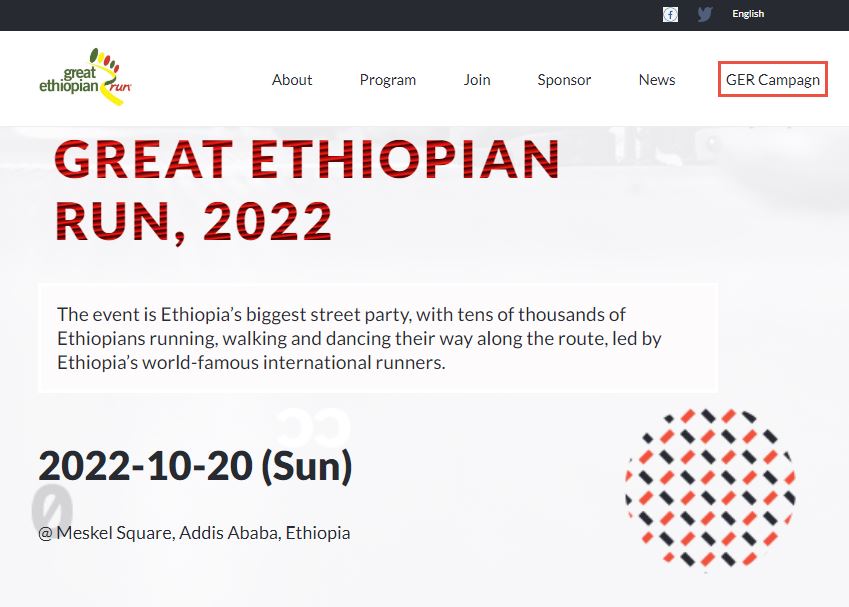 English
great
ethiopian run
About Program Join Sponsor News GER Campagn
GREAT ETHIOPIAN
RUN, 2022
The event is Ethiopia’s biggest street party, with tens of thousands of
Ethiopians running, walking and dancing their way along the route, led by
Ethiopia’s world-famous international runners.
2022-10-20 (Sun)
0
@ Meskel Square, Addis Ababa, Ethiopia